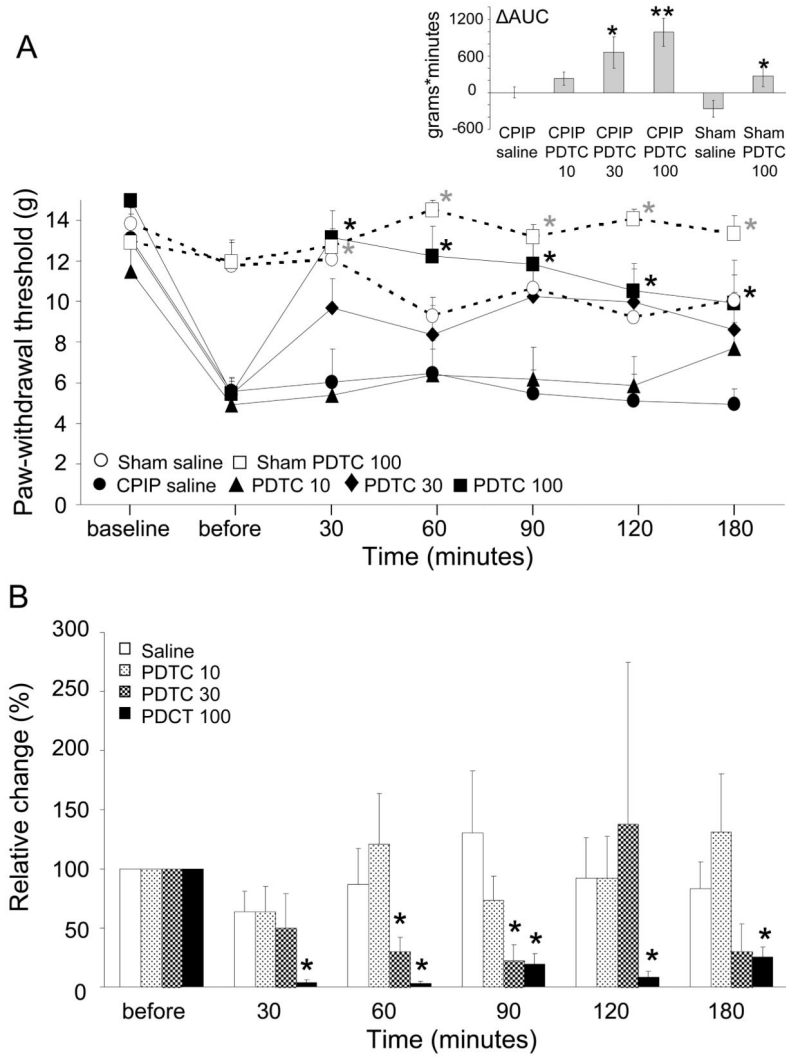 A
ΔAUC
grams*minutes
1200
600
0
-600
*
**
*
CPIP CPIP CPIP CPIP Sham Sham
saline PDTC PDTC PDTC saline PDTC
10 30 100 100
Paw-withdrawal threshold (g)
14
12
10
8
6
4
2
0
* * * * *
* * * * *
Sham saline Sham PDTC 100
CPIP saline PDTC 10 PDTC 30 PDTC 100
baseline before 30 60 90 120 180
Time (minutes)
B
Relative change (%)
300
250
200
150
100
50
0
Saline
PDTC 10
PDTC 30
PDCT 100
* * * * * * *
before 30 60 90 120 180
Time (minutes)